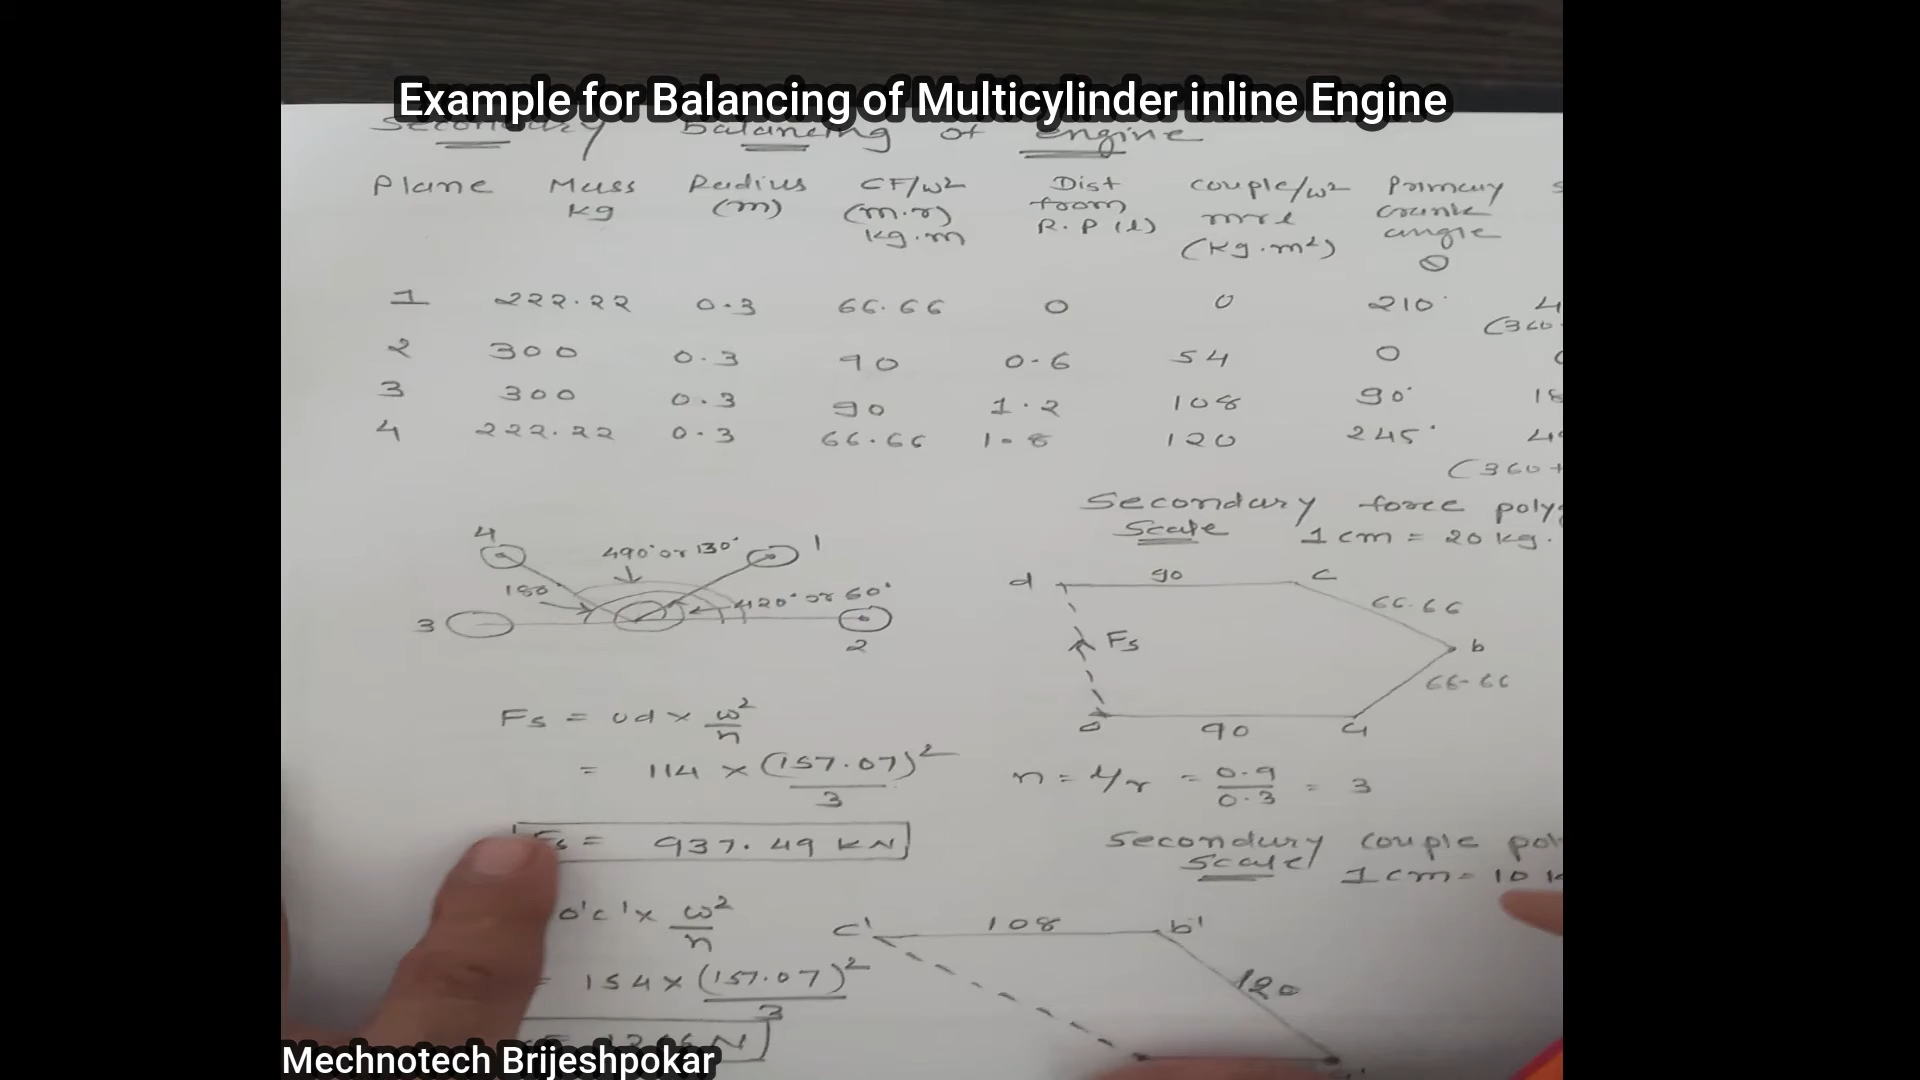 Example for Balancing of Multicylinder inline Engine
Secondary Balancing of engine
Plane Mass Radius CF/ω² Dist couple/ω² Primary
kg (m) (m.r) from mrl crank
kg.m R.P (l) (kg.m²) angle
θ
1 222.22 0.3 66.66 0 0 210°
2 300 0.3 90 0.6 54 0
3 300 0.3 90 1.2 108 90°
4 222.22 0.3 66.66 1.8 120 245°
(360+
Secondary force
Scale 1 cm = 20 kg.
4 490° or 130° 1
180° 420° or 60°
3 2
d 90 c
66.66
Fs b
66.66
o 90 a
Fs = od × ω²/n
= 114 × (157.07)²/3
n = l/r = 0.9/0.3 = 3
Fs = 937.49 KN
Secondary couple
Scale 1 cm = 10
o'c' × ω²/n
= 154 × (157.07)²/3
c' 108 b'
120
Mechnotech Brijeshpokar